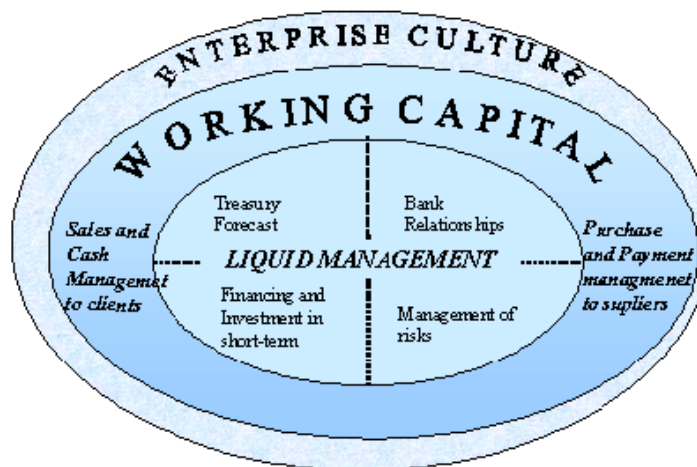 ENTERPRISE CULTURE
WORKING CAPITAL
Treasury
Forecast
Bank
Relationships
Sales and
Cash
Managemet
to clients
LIQUID MANAGEMENT
Purchase
and Payment
managmenet
to supliers
Financing and
Investment in
short-term
Management of
risks